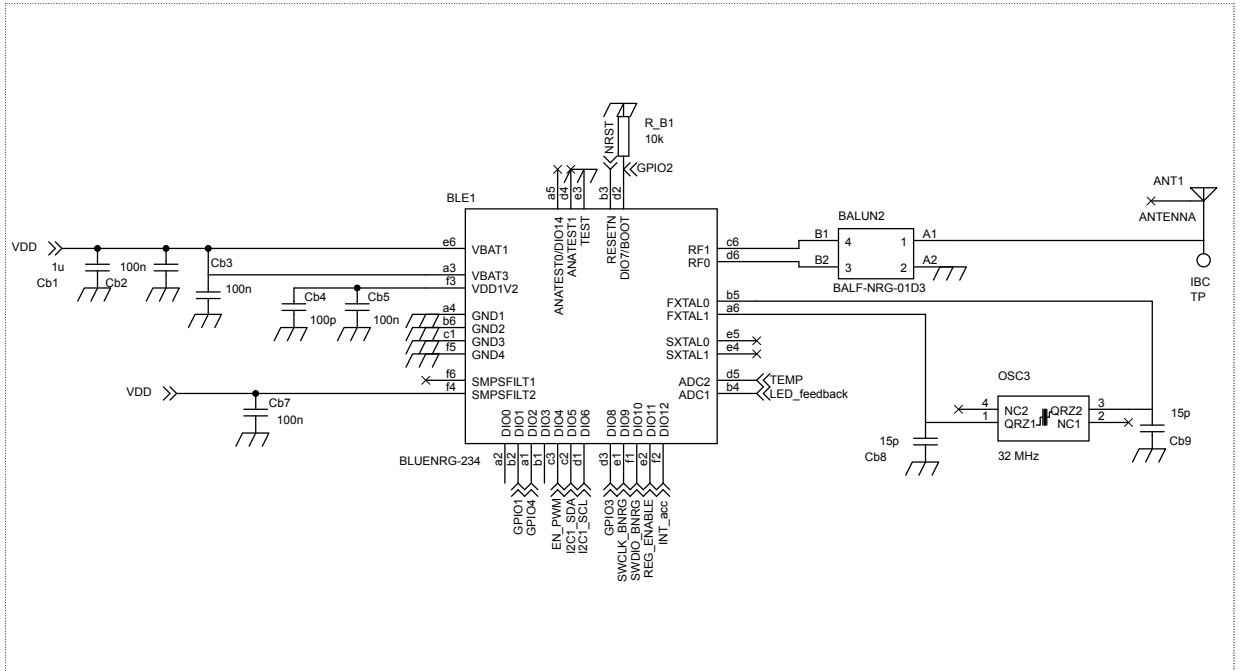 NRST
R_B1
10k
GPIO2
a5
d4
e3
b3
d2
BLE1
ANATEST0/DIO14
ANATEST1
TEST
RESETN
DIO7/BOOT
ANT1
ANTENNA
BALUN2
VDD
e6
VBAT1
RF1
c6
B1
4
1
A1
RF0
d6
B2
3
2
A2
BALF-NRG-01D3
IBC
TP
1u
Cb1
100n
Cb2
Cb3
100n
a3
VBAT3
f3
VDD1V2
Cb4
100p
Cb5
100n
FXTAL0
b5
FXTAL1
a6
a4
GND1
b6
GND2
c1
GND3
f5
GND4
SXTAL0
e5
SXTAL1
e4
f6
SMPSFILT1
VDD
f4
SMPSFILT2
Cb7
100n
ADC2
d5
TEMP
ADC1
b4
LED_feedback
OSC3
4
NC2
QRZ2
3
1
QRZ1
NC1
2
32 MHz
15p
Cb8
15p
Cb9
DIO0
DIO1
DIO2
DIO3
DIO4
DIO5
DIO6
DIO8
DIO9
DIO10
DIO11
DIO12
BLUENRG-234
a2
b2
a1
b1
c3
c2
d1
d3
e1
f1
e2
f2
GPIO1
GPIO4
EN_PWM
I2C1_SDA
I2C1_SCL
GPIO3
SWCLK_BNRG
SWDIO_BNRG
REG_ENABLE
INT_acc